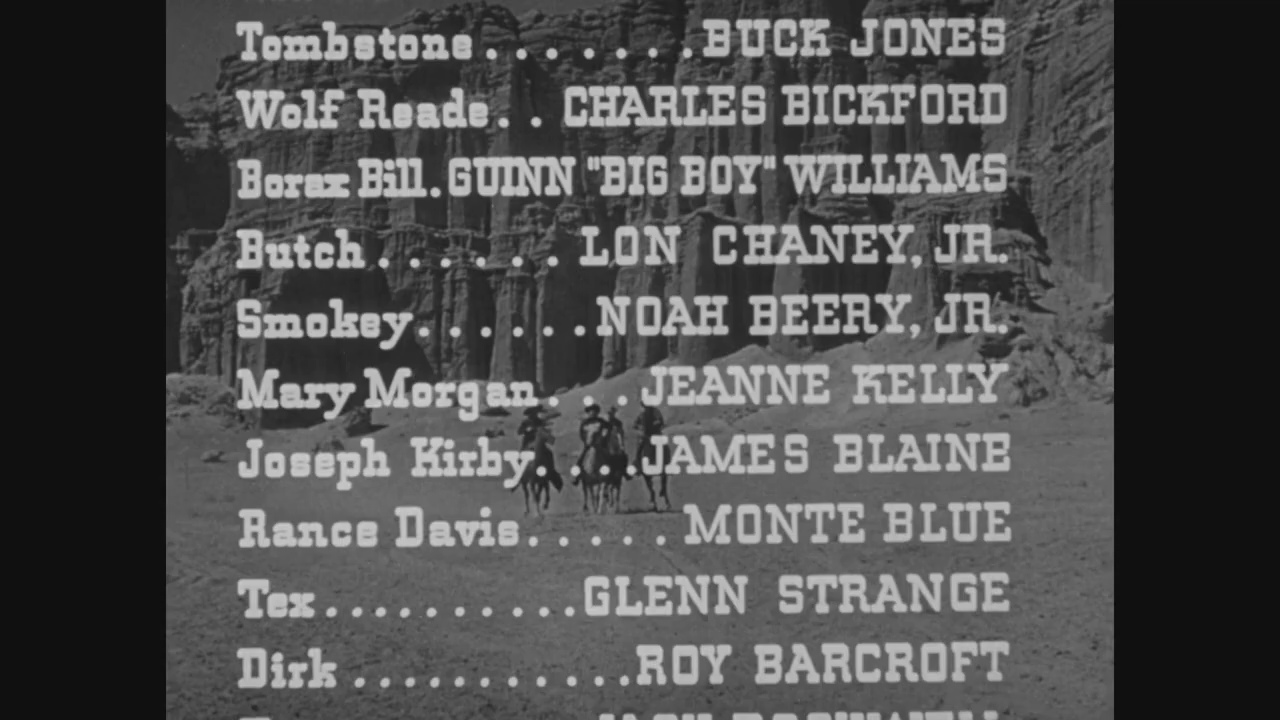 Tombstone.......BUCK JONES
Wolf Reade..CHARLES BICKFORD
Borax Bill.GUINN "BIG BOY" WILLIAMS
Butch......LON CHANEY, JR.
Smokey......NOAH BEERY, JR.
Mary Morgan...JEANNE KELLY
Joseph Kirby....JAMES BLAINE
Rance Davis.....MONTE BLUE
Tex..........GLENN STRANGE
Dirk...........ROY BARCROFT